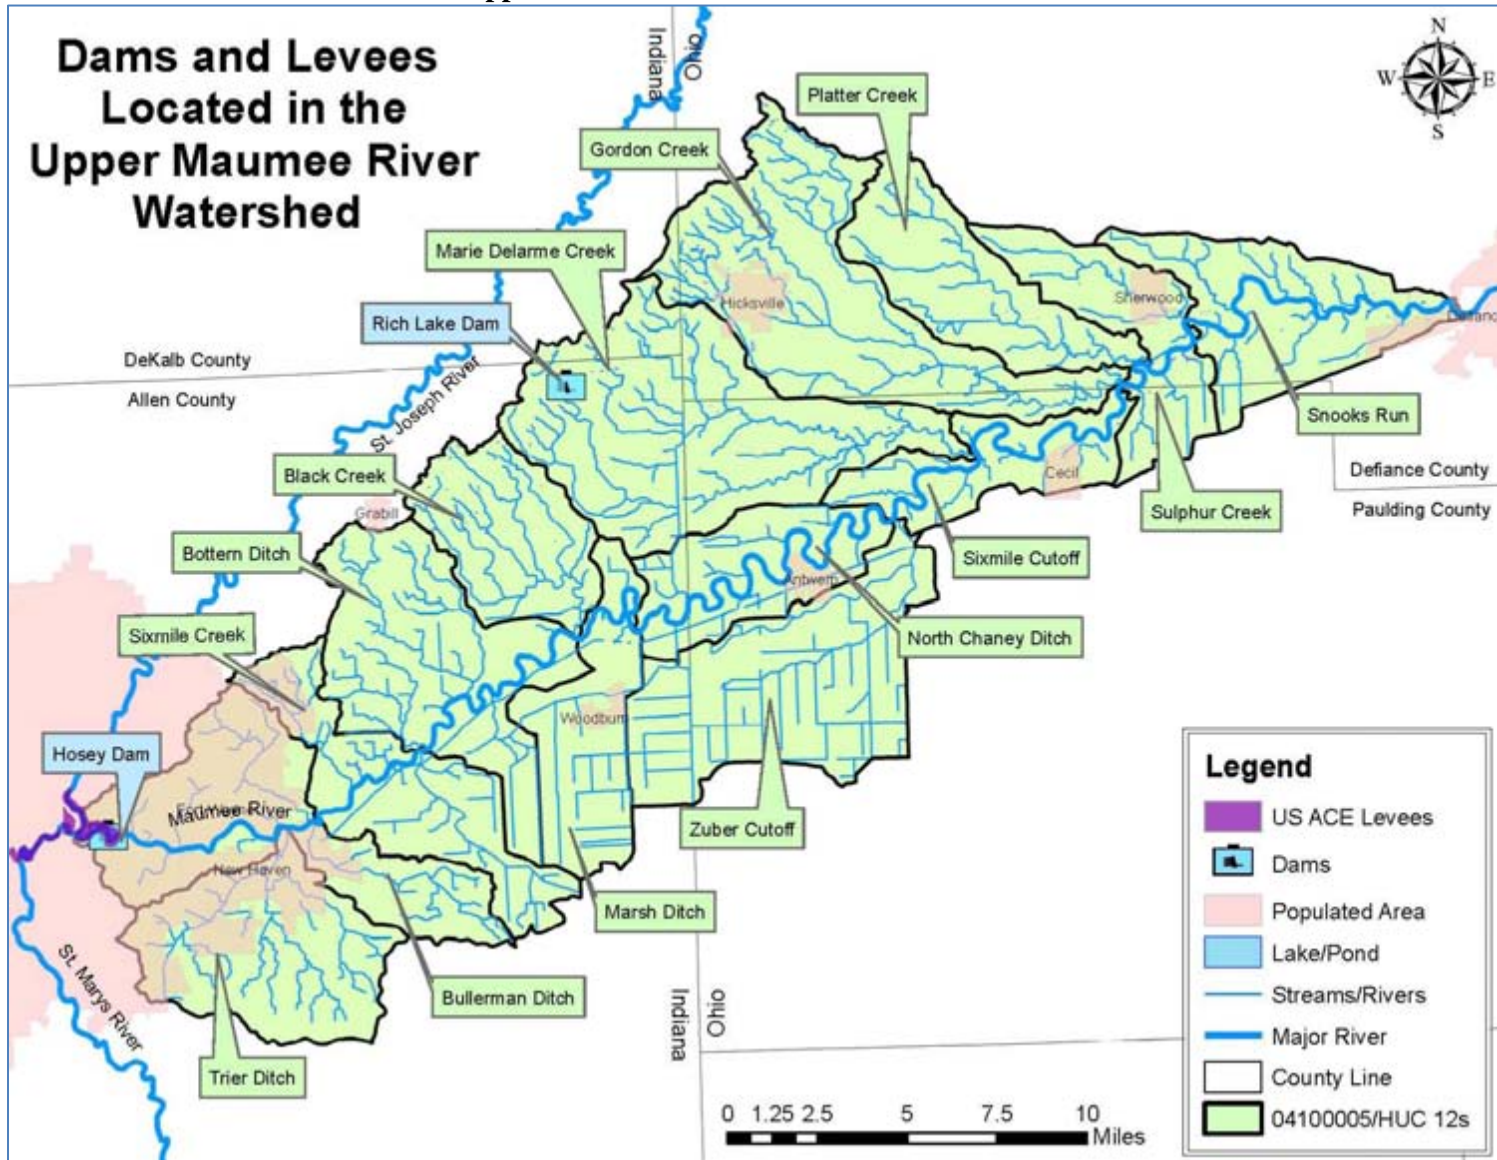 Dams and Levees
Located in the
Upper Maumee River
Watershed
Indiana
Ohio
N
W
E
S
Platter Creek
Gordon Creek
Marie Delarme Creek
Rich Lake Dam
Hicksville
Sherwood
DeKalb County
Allen County
St. Joseph River
Snooks Run
Black Creek
Cecil
Defiance County
Paulding County
Grabill
Sulphur Creek
Bottern Ditch
Sixmile Cutoff
Antwerp
Sixmile Creek
North Chaney Ditch
Woodburn
Hosey Dam
Maumee River
Zuber Cutoff
New Haven
Marsh Ditch
St. Marys River
Bullerman Ditch
Indiana
Ohio
Trier Ditch
Legend
US ACE Levees
Dams
Populated Area
Lake/Pond
Streams/Rivers
Major River
County Line
04100005/HUC 12s
0 1.25 2.5 5 7.5 10
Miles